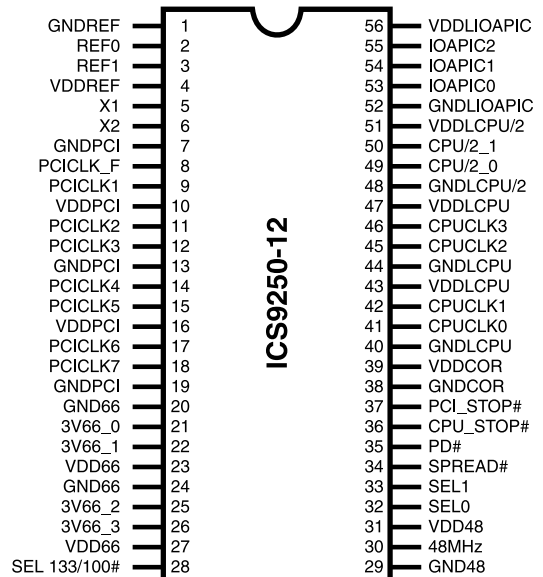 GNDREF 1 56 VDDLIOAPIC
REF0 2 55 IOAPIC2
REF1 3 54 IOAPIC1
VDDREF 4 53 IOAPIC0
X1 5 52 GNDLIOAPIC
X2 6 51 VDDLCPU/2
GNDPCI 7 50 CPU/2_1
PCICLK_F 8 49 CPU/2_0
PCICLK1 9 48 GNDLCPU/2
VDDPCI 10 47 VDDLCPU
PCICLK2 11 46 CPUCLK3
PCICLK3 12 45 CPUCLK2
GNDPCI 13 44 GNDLCPU
PCICLK4 14 43 VDDLCPU
PCICLK5 15 42 CPUCLK1
VDDPCI 16 41 CPUCLK0
PCICLK6 17 40 GNDLCPU
PCICLK7 18 39 VDDCOR
GNDPCI 19 38 GNDCOR
GND66 20 37 PCI_STOP#
3V66_0 21 36 CPU_STOP#
3V66_1 22 35 PD#
VDD66 23 34 SPREAD#
GND66 24 33 SEL1
3V66_2 25 32 SEL0
3V66_3 26 31 VDD48
VDD66 27 30 48MHz
SEL 133/100# 28 29 GND48
ICS9250-12